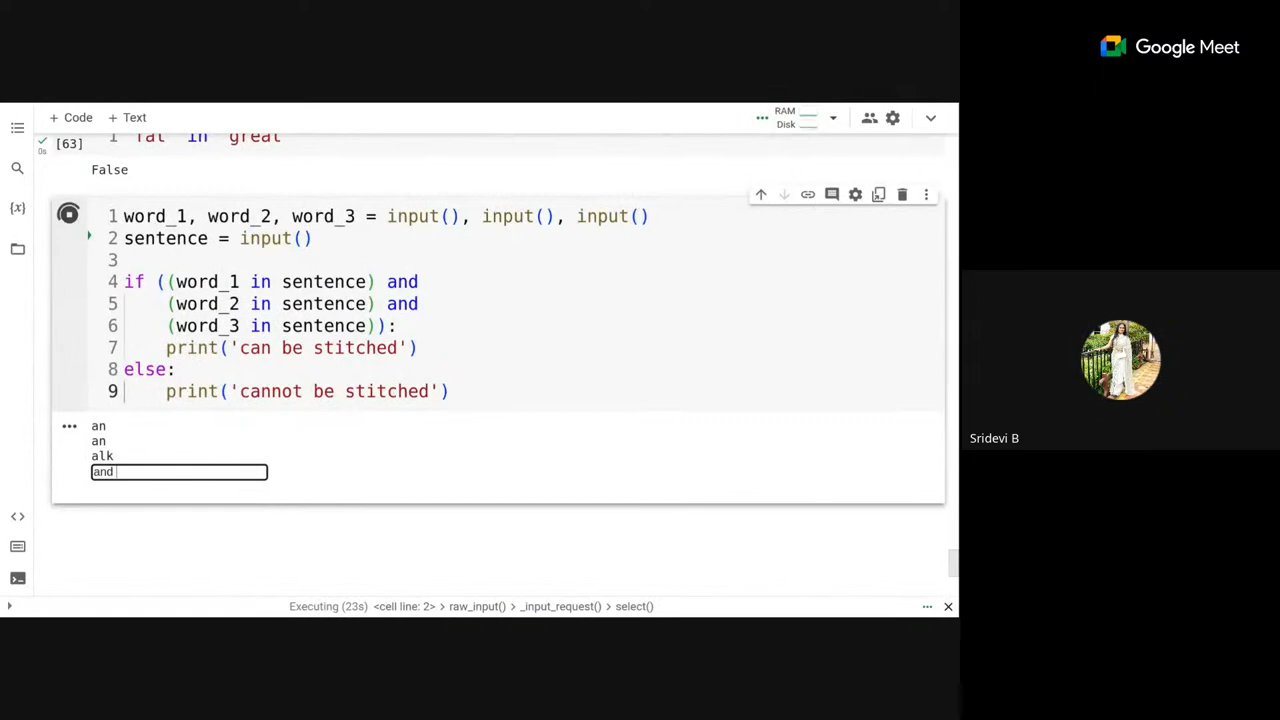 Google Meet
+ Code + Text
RAM
Disk
[63]
0s
1 'rat' in 'great'
False
1 word_1, word_2, word_3 = input(), input(), input()
2 sentence = input()
3
4 if ((word_1 in sentence) and
5 (word_2 in sentence) and
6 (word_3 in sentence)):
7 print('can be stitched')
8 else:
9 print('cannot be stitched')
an
an
alk
and
Executing (23s) <cell line: 2> > raw_input() > _input_request() > select()
Sridevi B